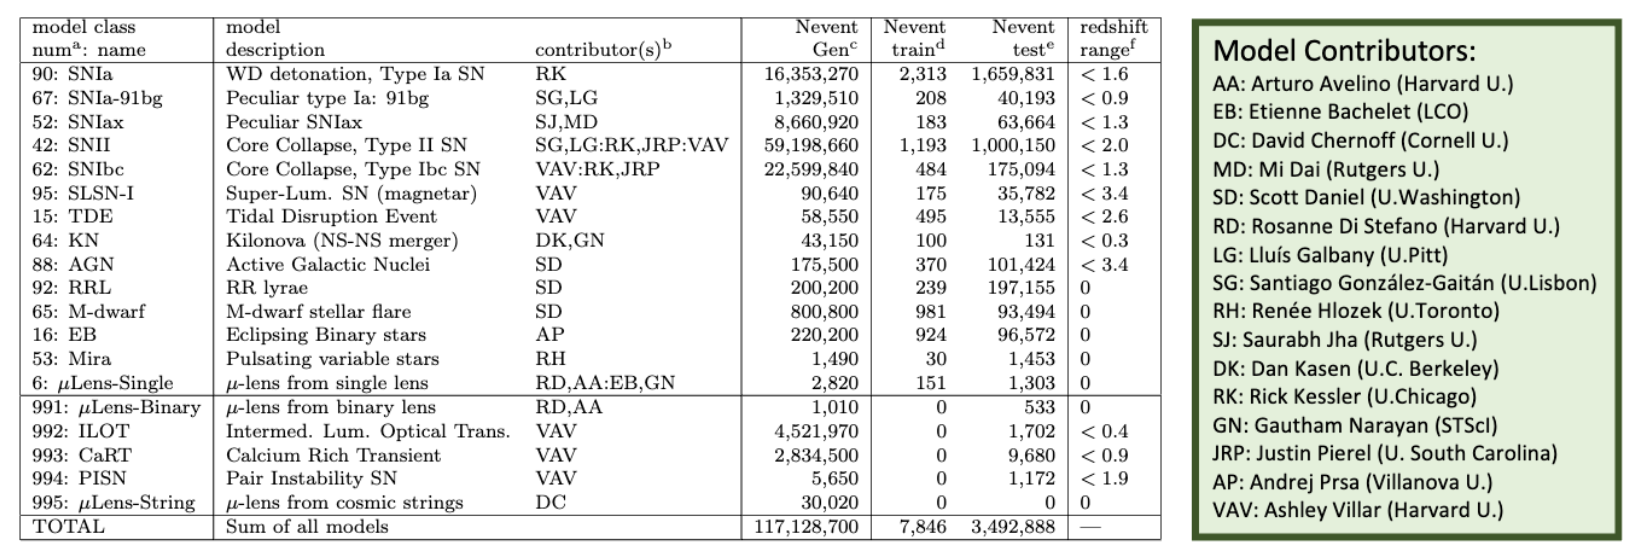 model class model Nevent Nevent Nevent redshift
numᵃ: name description contributor(s)ᵇ Genᶜ trainᵈ testᵉ rangeᶠ
90: SNIa WD detonation, Type Ia SN RK 16,353,270 2,313 1,659,831 < 1.6
67: SNIa-91bg Peculiar type Ia: 91bg SG,LG 1,329,510 208 40,193 < 0.9
52: SNIax Peculiar SNIax SJ,MD 8,660,920 183 63,664 < 1.3
42: SNII Core Collapse, Type II SN SG,LG:RK,JRP:VAV 59,198,660 1,193 1,000,150 < 2.0
62: SNIbc Core Collapse, Type Ibc SN VAV:RK,JRP 22,599,840 484 175,094 < 1.3
95: SLSN-I Super-Lum. SN (magnetar) VAV 90,640 175 35,782 < 3.4
15: TDE Tidal Disruption Event VAV 58,550 495 13,555 < 2.6
64: KN Kilonova (NS-NS merger) DK,GN 43,150 100 131 < 0.3
88: AGN Active Galactic Nuclei SD 175,500 370 101,424 < 3.4
92: RRL RR lyrae SD 200,200 239 197,155 0
65: M-dwarf M-dwarf stellar flare SD 800,800 981 93,494 0
16: EB Eclipsing Binary stars AP 220,200 924 96,572 0
53: Mira Pulsating variable stars RH 1,490 30 1,453 0
6: μLens-Single μ-lens from single lens RD,AA:EB,GN 2,820 151 1,303 0
991: μLens-Binary μ-lens from binary lens RD,AA 1,010 0 533 0
992: ILOT Intermed. Lum. Optical Trans. VAV 4,521,970 0 1,702 < 0.4
993: CaRT Calcium Rich Transient VAV 2,834,500 0 9,680 < 0.9
994: PISN Pair Instability SN VAV 5,650 0 1,172 < 1.9
995: μLens-String μ-lens from cosmic strings DC 30,020 0 0 0
TOTAL Sum of all models 117,128,700 7,846 3,492,888 —
Model Contributors:
AA: Arturo Avelino (Harvard U.)
EB: Etienne Bachelet (LCO)
DC: David Chernoff (Cornell U.)
MD: Mi Dai (Rutgers U.)
SD: Scott Daniel (U.Washington)
RD: Rosanne Di Stefano (Harvard U.)
LG: Lluís Galbany (U.Pitt)
SG: Santiago González-Gaitán (U.Lisbon)
RH: Renée Hlozek (U.Toronto)
SJ: Saurabh Jha (Rutgers U.)
DK: Dan Kasen (U.C. Berkeley)
RK: Rick Kessler (U.Chicago)
GN: Gautham Narayan (STScI)
JRP: Justin Pierel (U. South Carolina)
AP: Andrej Prsa (Villanova U.)
VAV: Ashley Villar (Harvard U.)